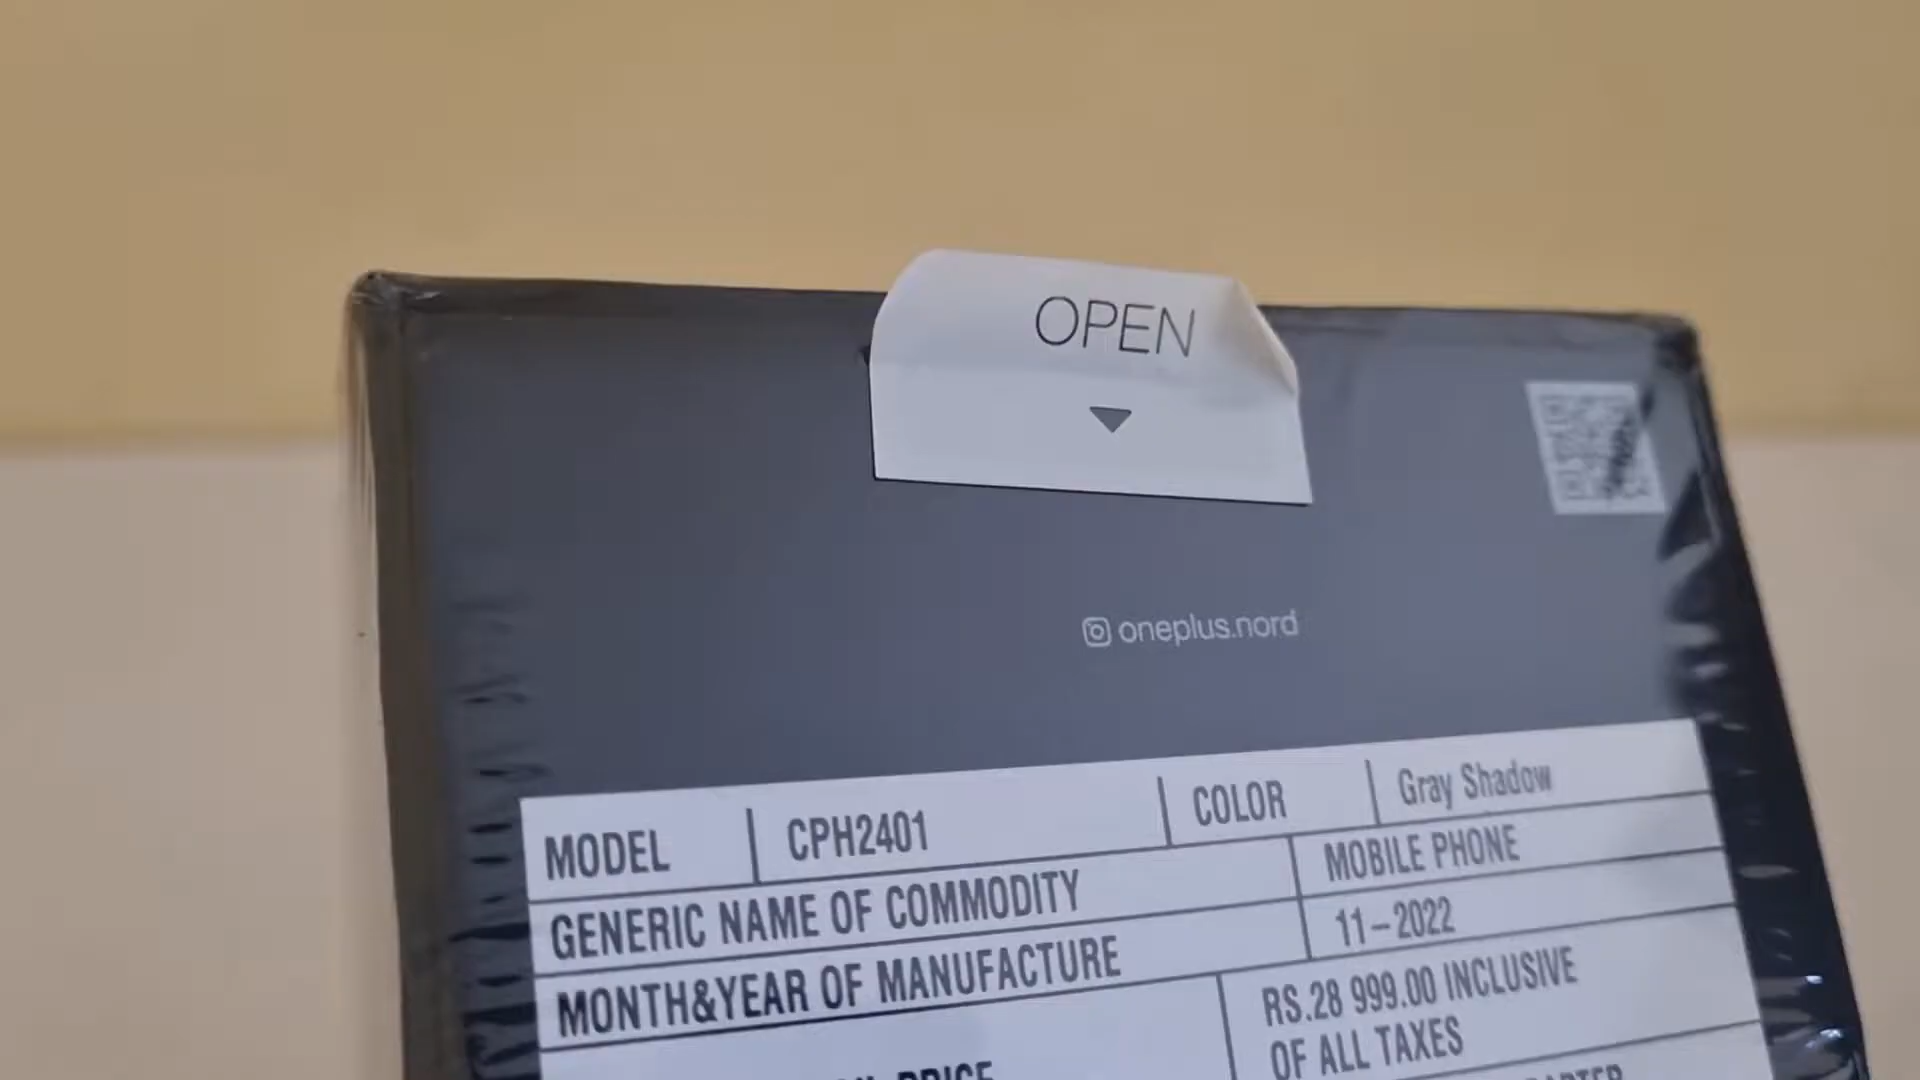 OPEN
oneplus.nord
MODEL CPH2401 COLOR Gray Shadow
GENERIC NAME OF COMMODITY MOBILE PHONE
MONTH&YEAR OF MANUFACTURE 11-2022
RS.28 999.00 INCLUSIVE
OF ALL TAXES
PRICE